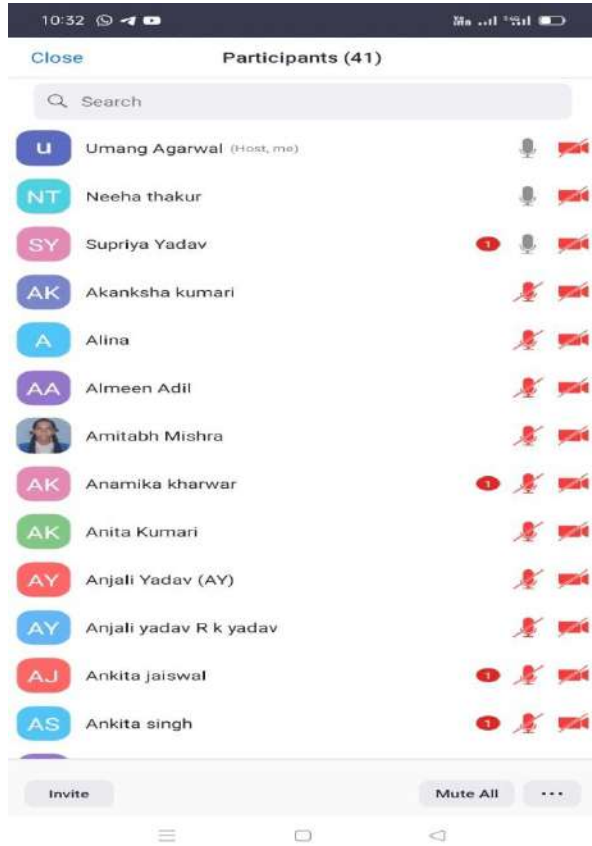 10:32
Close Participants (41)
Search
u Umang Agarwal (Host, me)
NT Neeha thakur
SY Supriya Yadav 1
AK Akanksha kumari
A Alina
AA Almeen Adil
Amitabh Mishra
AK Anamika kharwar 1
AK Anita Kumari
AY Anjali Yadav (AY)
AY Anjali yadav R k yadav
AJ Ankita jaiswal 1
AS Ankita singh 1
Invite Mute All ...